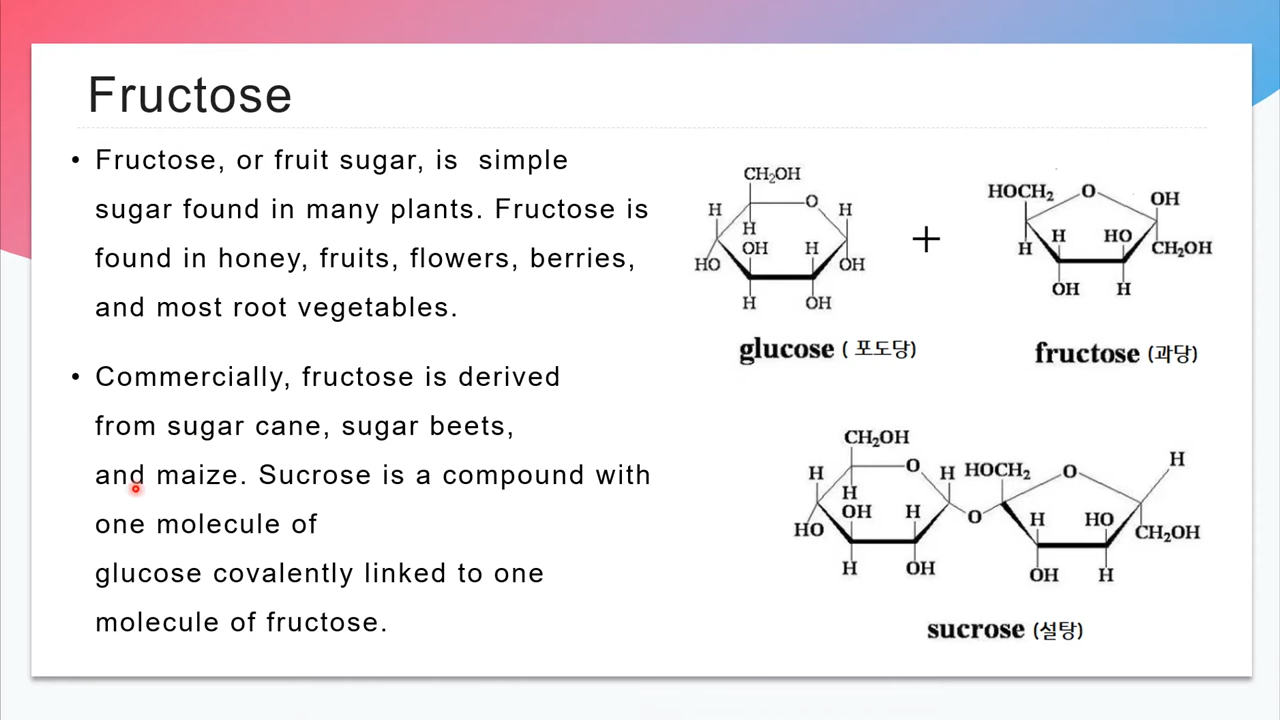 Fructose
• Fructose, or fruit sugar, is simple
sugar found in many plants. Fructose is
found in honey, fruits, flowers, berries,
and most root vegetables.
• Commercially, fructose is derived
from sugar cane, sugar beets,
and maize. Sucrose is a compound with
one molecule of
glucose covalently linked to one
molecule of fructose.
CH₂OH
O
H H
H
OH H
HO OH
H OH
glucose ( 포도당)
+
HOCH₂ O OH
H H HO CH₂OH
OH H
fructose (과당)
CH₂OH
H O H HOCH₂ O H
H
OH H O H HO
HO CH₂OH
H OH OH H
sucrose (설탕)